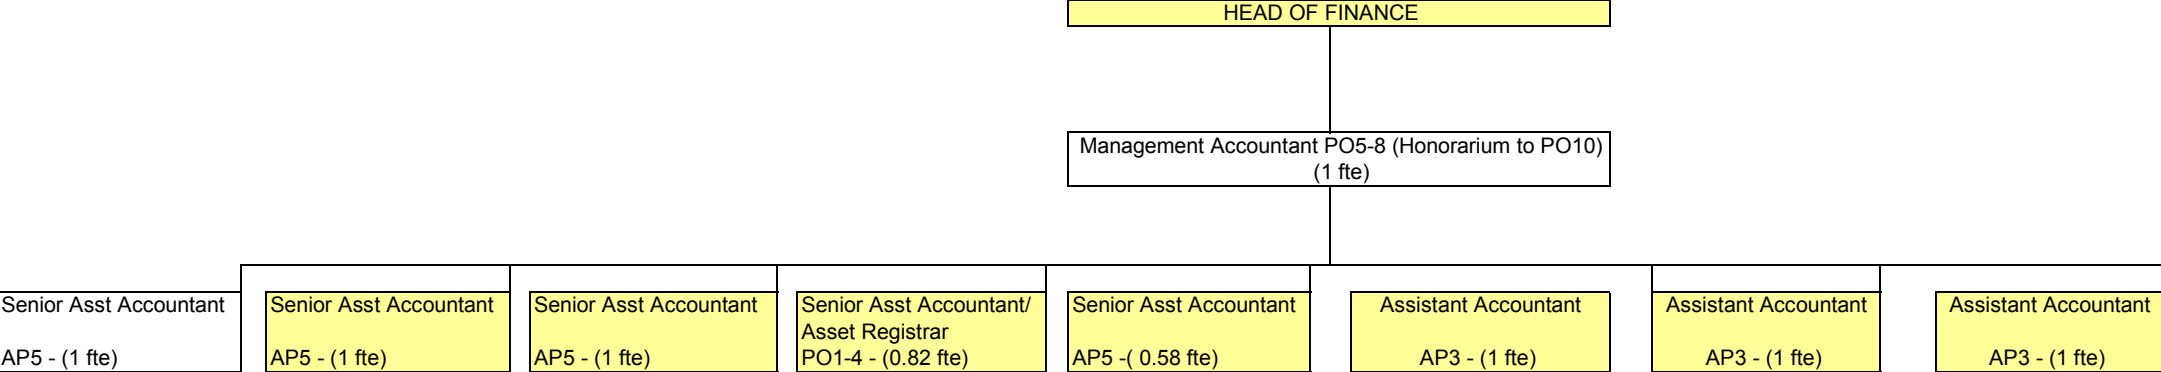 HEAD OF FINANCE
Management Accountant PO5-8 (Honorarium to PO10)
(1 fte)
Senior Asst Accountant
AP5 - (1 fte)
Senior Asst Accountant
AP5 - (1 fte)
Senior Asst Accountant
AP5 - (1 fte)
Senior Asst Accountant/
Asset Registrar
PO1-4 - (0.82 fte)
Senior Asst Accountant
AP5 -( 0.58 fte)
Assistant Accountant
AP3 - (1 fte)
Assistant Accountant
AP3 - (1 fte)
Assistant Accountant
AP3 - (1 fte)